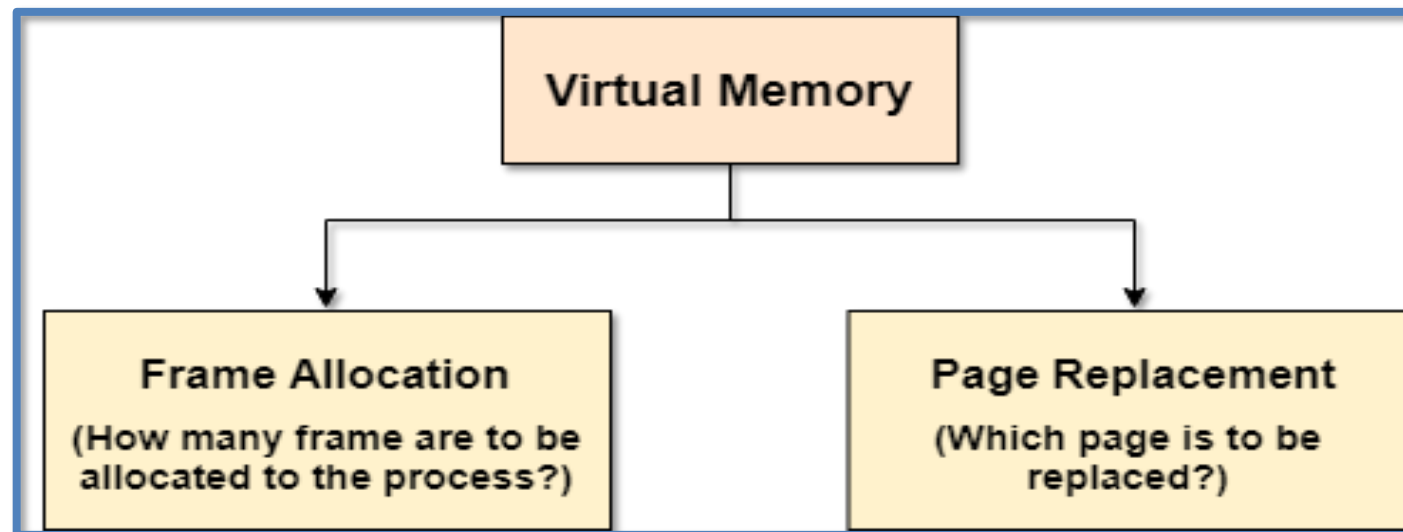 Virtual Memory
Frame Allocation
(How many frame are to be
allocated to the process?)
Page Replacement
(Which page is to be
replaced?)